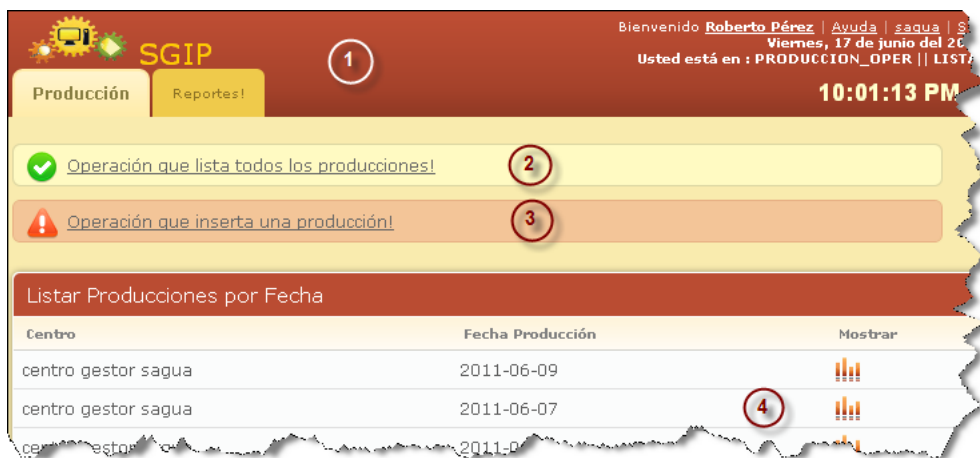 Bienvenido Roberto Pérez | Ayuda | sagua |
Viernes, 17 de junio del
Usted está en : PRODUCCION_OPER ||
SGIP
1
Producción
Reportes!
10:01:13 PM
Operación que lista todos los producciones!
2
Operación que inserta una producción!
3
Listar Producciones por Fecha
Centro Fecha Producción Mostrar
centro gestor sagua 2011-06-09
centro gestor sagua 2011-06-07
4